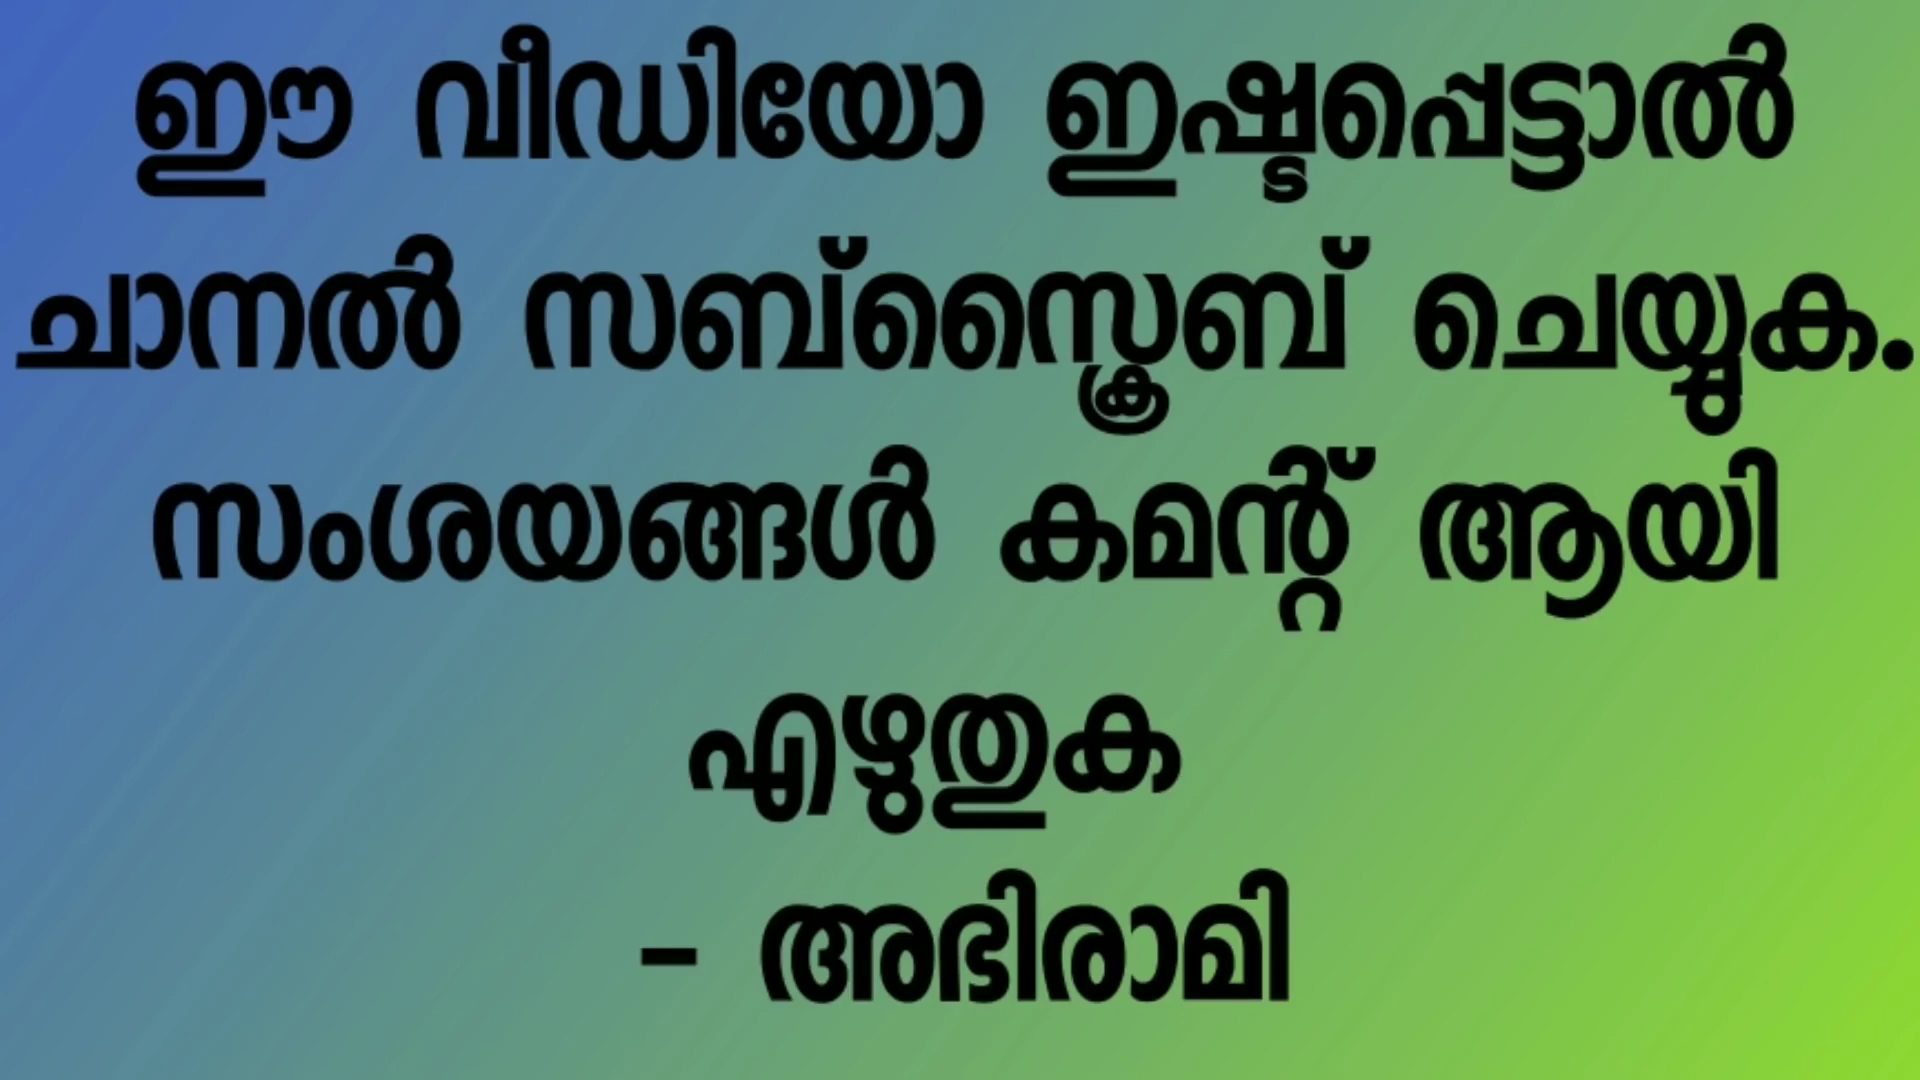 ഈ വീഡിയോ ഇഷ്ടപ്പെട്ടാൽ
ചാനൽ സബ്സ്ക്രൈബ് ചെയ്യുക.
സംശയങ്ങൾ കമന്റ് ആയി
എഴുതുക
- അഭിരാമി